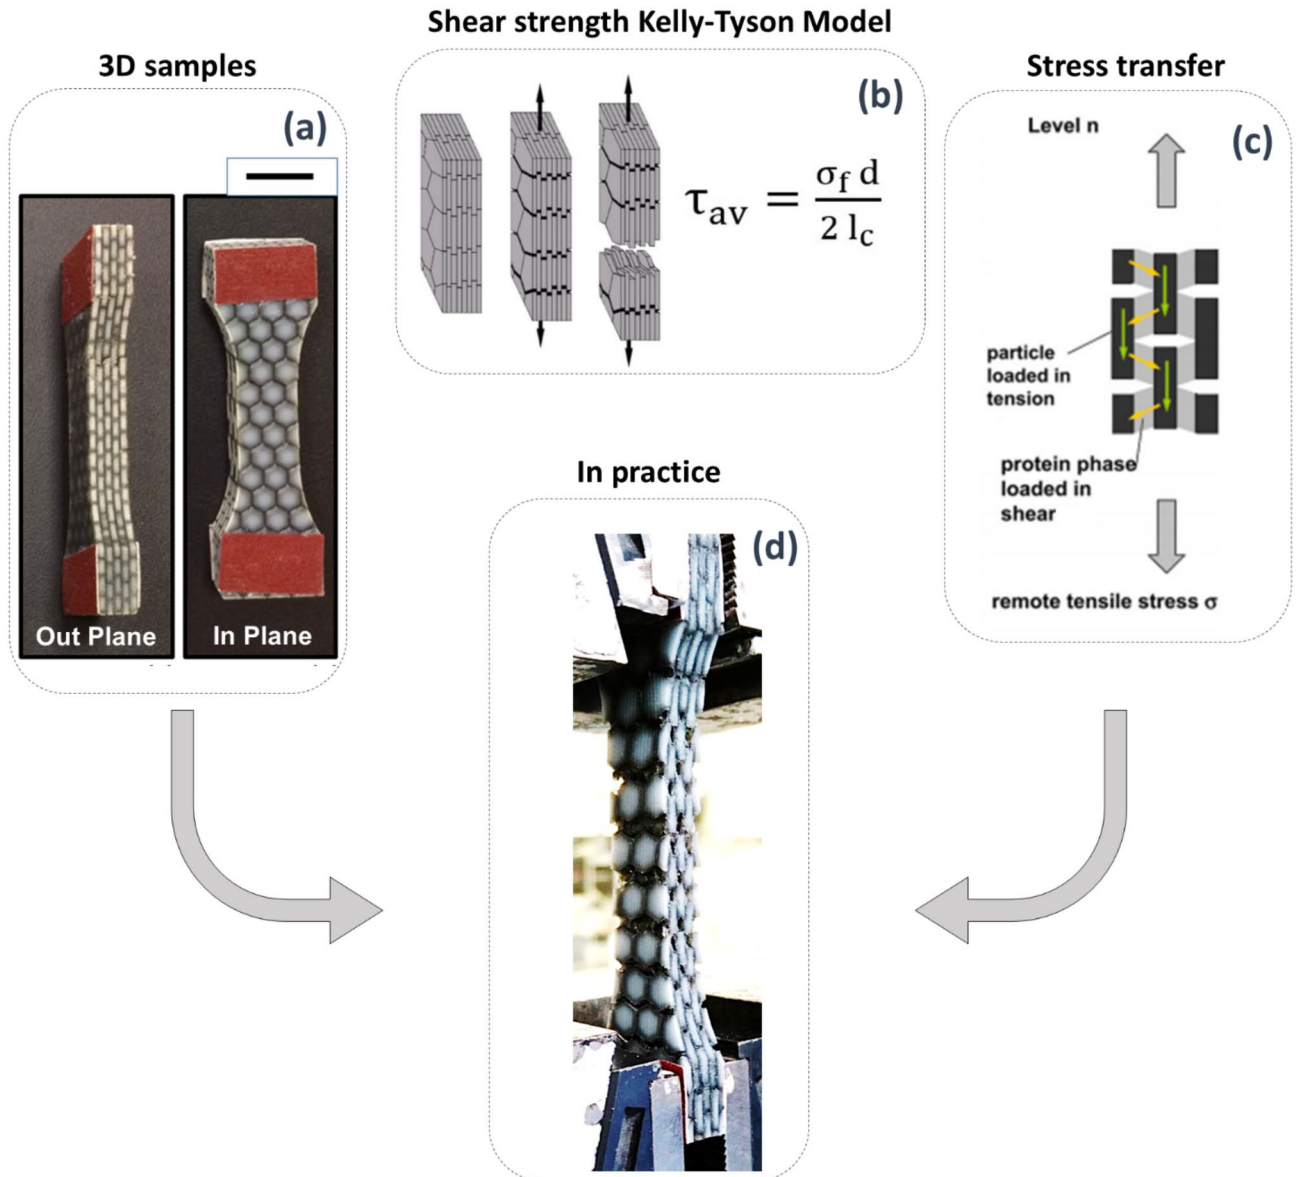 Shear strength Kelly-Tyson Model
3D samples
Stress transfer
(a)
(b)
(c)
τav = σf d / 2 lc
Level n
particle
loaded in
tension
protein phase
loaded in
shear
remote tensile stress σ
Out Plane
In Plane
In practice
(d)